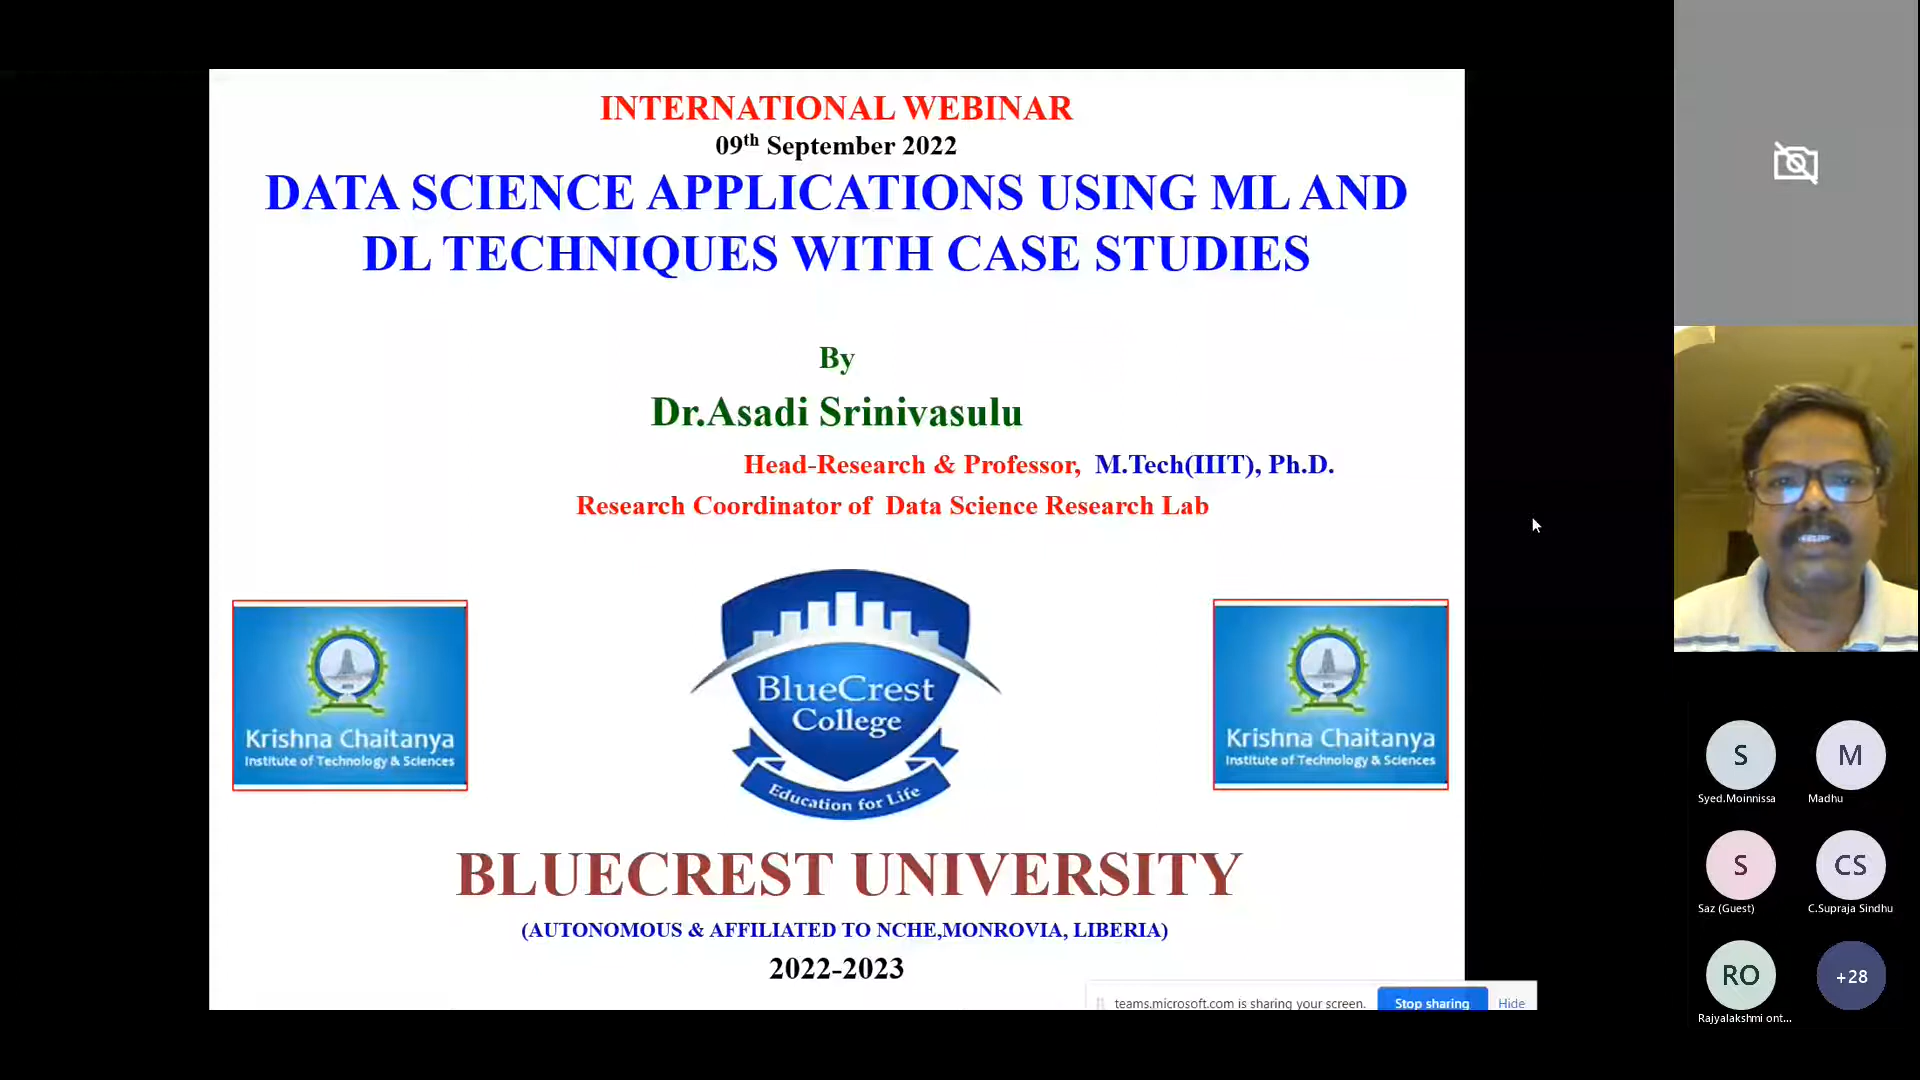 INTERNATIONAL WEBINAR
09th September 2022
DATA SCIENCE APPLICATIONS USING ML AND
DL TECHNIQUES WITH CASE STUDIES
By
Dr.Asadi Srinivasulu
Head-Research & Professor, M.Tech(IIIT), Ph.D.
Research Coordinator of Data Science Research Lab
Krishna Chaitanya
Institute of Technology & Sciences
BlueCrest
College
Education for Life
Krishna Chaitanya
Institute of Technology & Sciences
BLUECREST UNIVERSITY
(AUTONOMOUS & AFFILIATED TO NCHE,MONROVIA, LIBERIA)
2022-2023
teams.microsoft.com is sharing your screen.
Stop sharing
Hide
S
Syed.Moinnissa
M
Madhu
S
Saz (Guest)
CS
C.Supraja Sindhu
RO
Rajyalakshmi ont...
+28